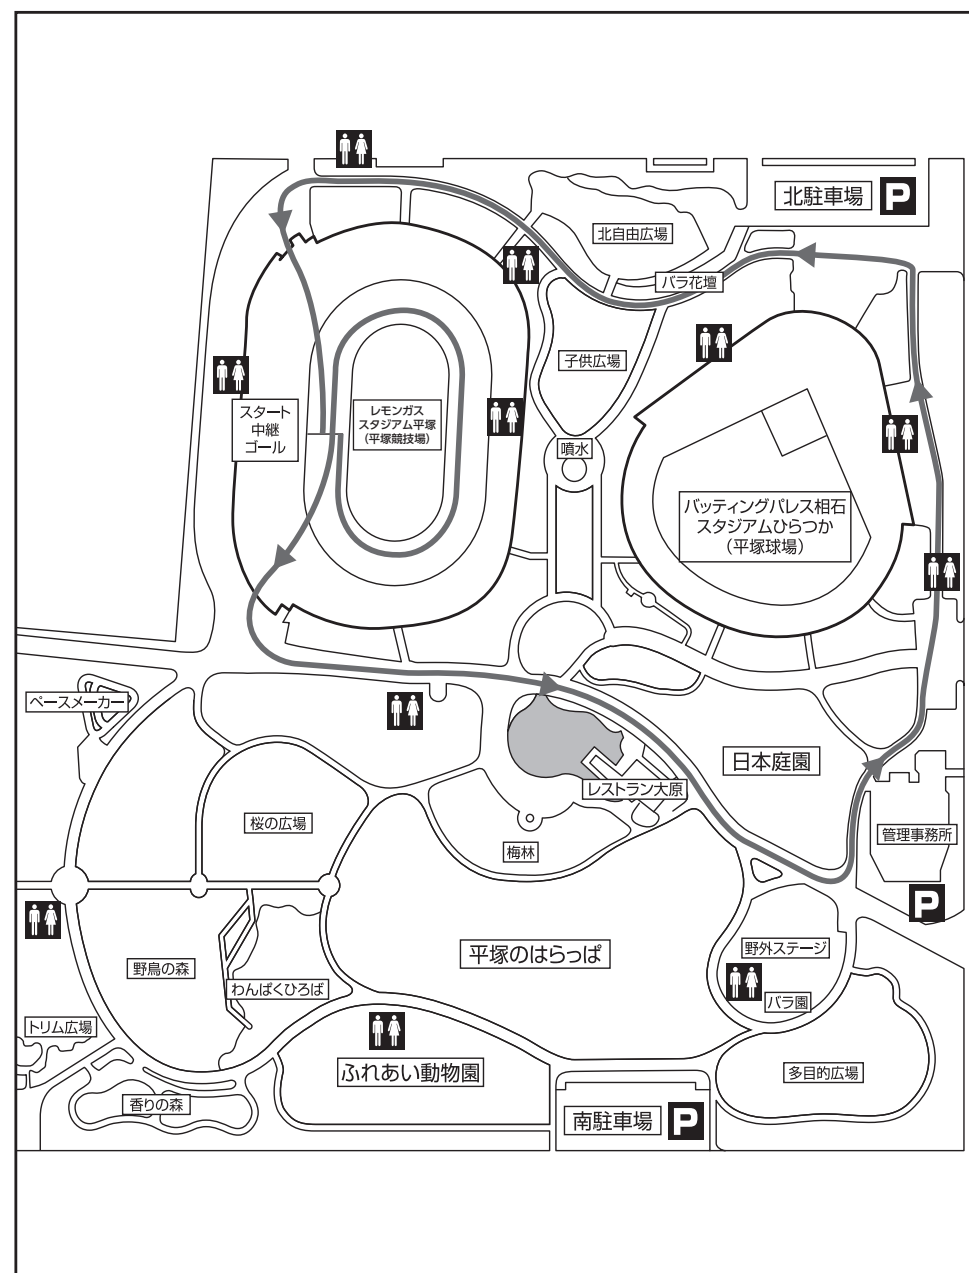 北駐車場 P
北自由広場
バラ花壇
子供広場
スタート
中継
ゴール
レモンガス
スタジアム平塚
(平塚競技場)
噴水
バッティングパレス相石
スタジアムひらつか
(平塚球場)
ペースメーカー
日本庭園
レストラン大原
桜の広場
梅林
管理事務所
P
野鳥の森
平塚のはらっぱ
野外ステージ
わんぱくひろば
バラ園
トリム広場
ふれあい動物園
多目的広場
香りの森
南駐車場 P